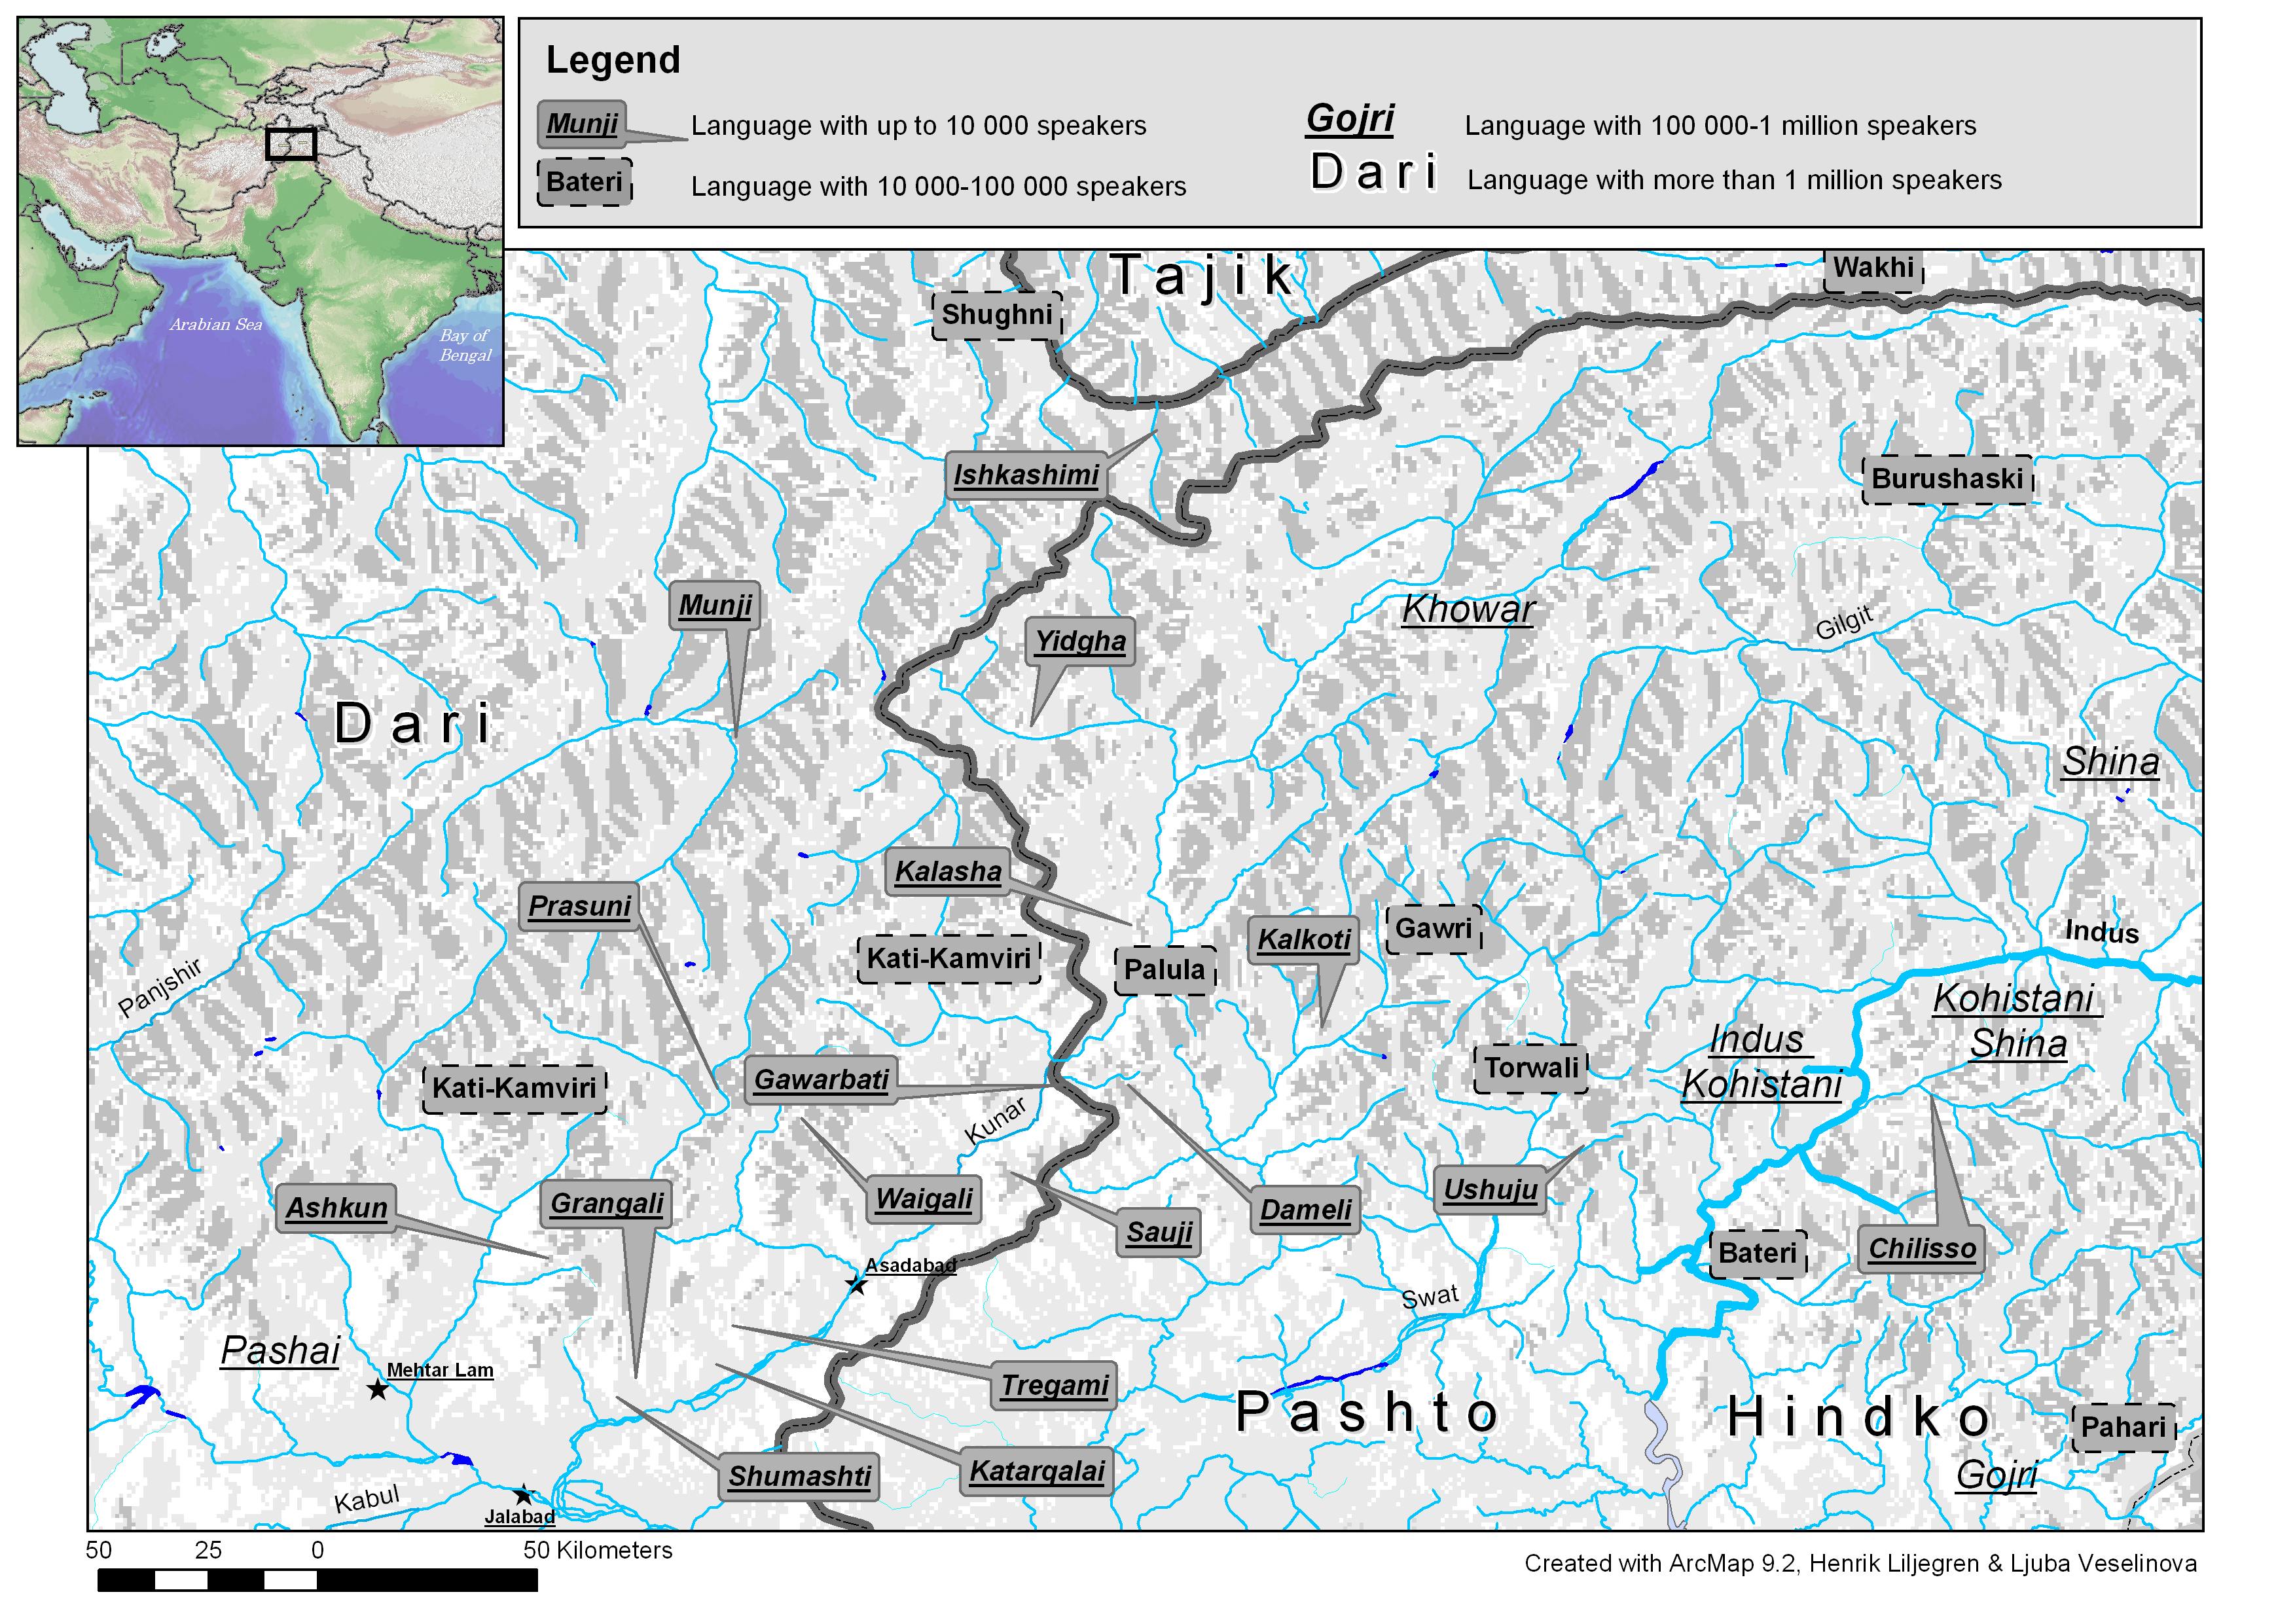 Legend
Munji
Language with up to 10 000 speakers
Bateri
Language with 10 000-100 000 speakers
Gojri
Language with 100 000-1 million speakers
Dari
Language with more than 1 million speakers
Arabian Sea
Bay of
Bengal
Tajik
Wakhi
Shughni
Ishkashimi
Burushaski
Munji
Yidgha
Khowar
Gilgit
Dari
Shina
Kalasha
Prasuni
Kati-Kamviri
Palula
Kalkoti
Gawri
Indus
Panjshir
Kohistani
Shina
Indus
Kohistani
Torwali
Kati-Kamviri
Gawarbati
Kunar
Ashkun
Grangali
Waigali
Sauji
Dameli
Ushuju
Bateri
Chilisso
Asadabad
Swat
Pashai
Mehtar Lam
Tregami
Pashto
Hindko
Pahari
Shumashti
Katarqalai
Gojri
Kabul
Jalabad
50 25 0 50 Kilometers
Created with ArcMap 9.2, Henrik Liljegren & Ljuba Veselinova